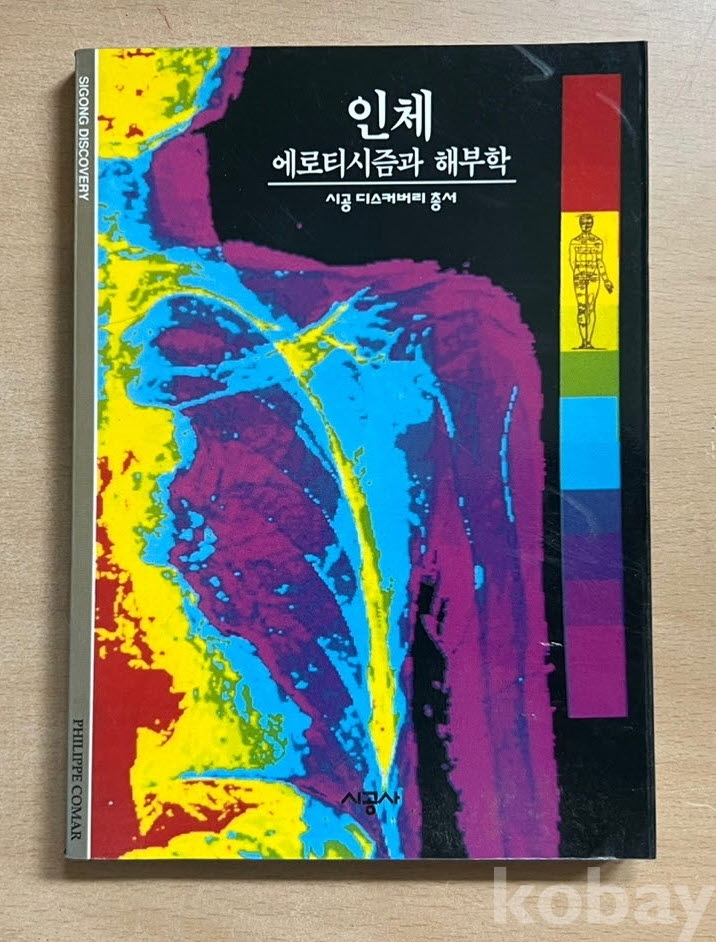 인체
에로티시즘과 해부학
시공 디스커버리 총서
SIGONG DISCOVERY
PHILIPPE COMAR
시공사
kobay